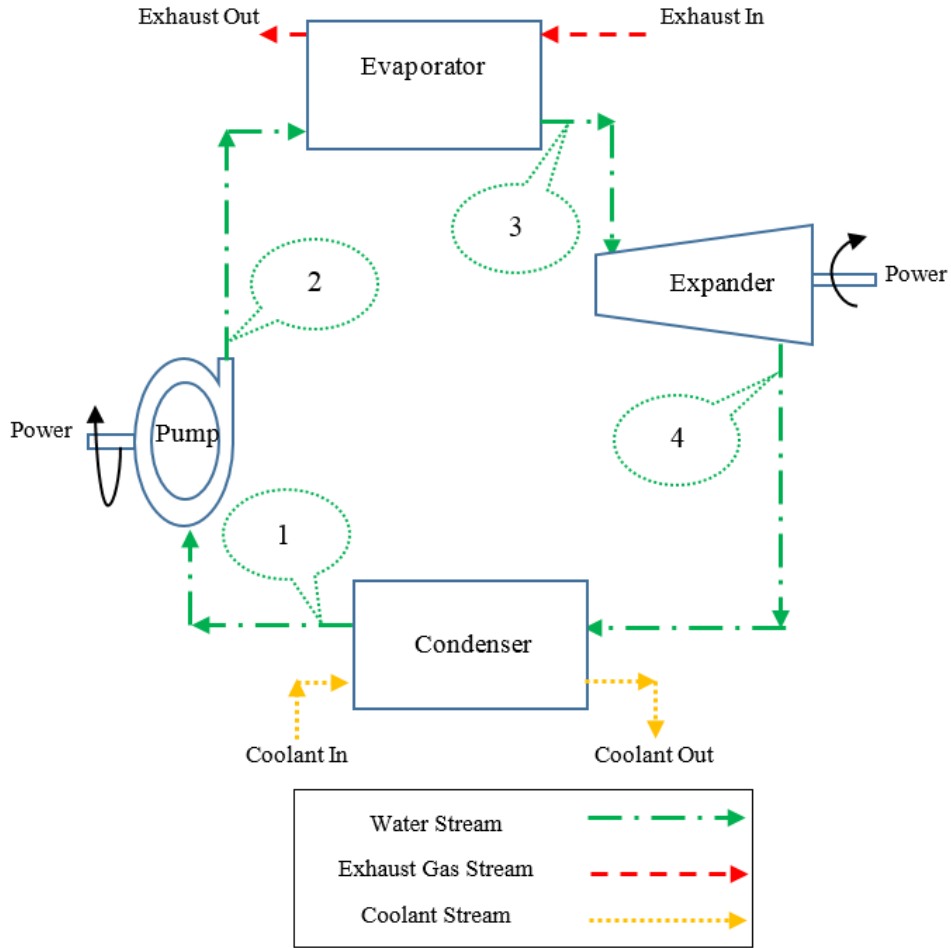 Exhaust Out
Exhaust In
Evaporator
3
2
Expander
Power
Power
Pump
4
1
Condenser
Coolant In
Coolant Out
Water Stream
Exhaust Gas Stream
Coolant Stream